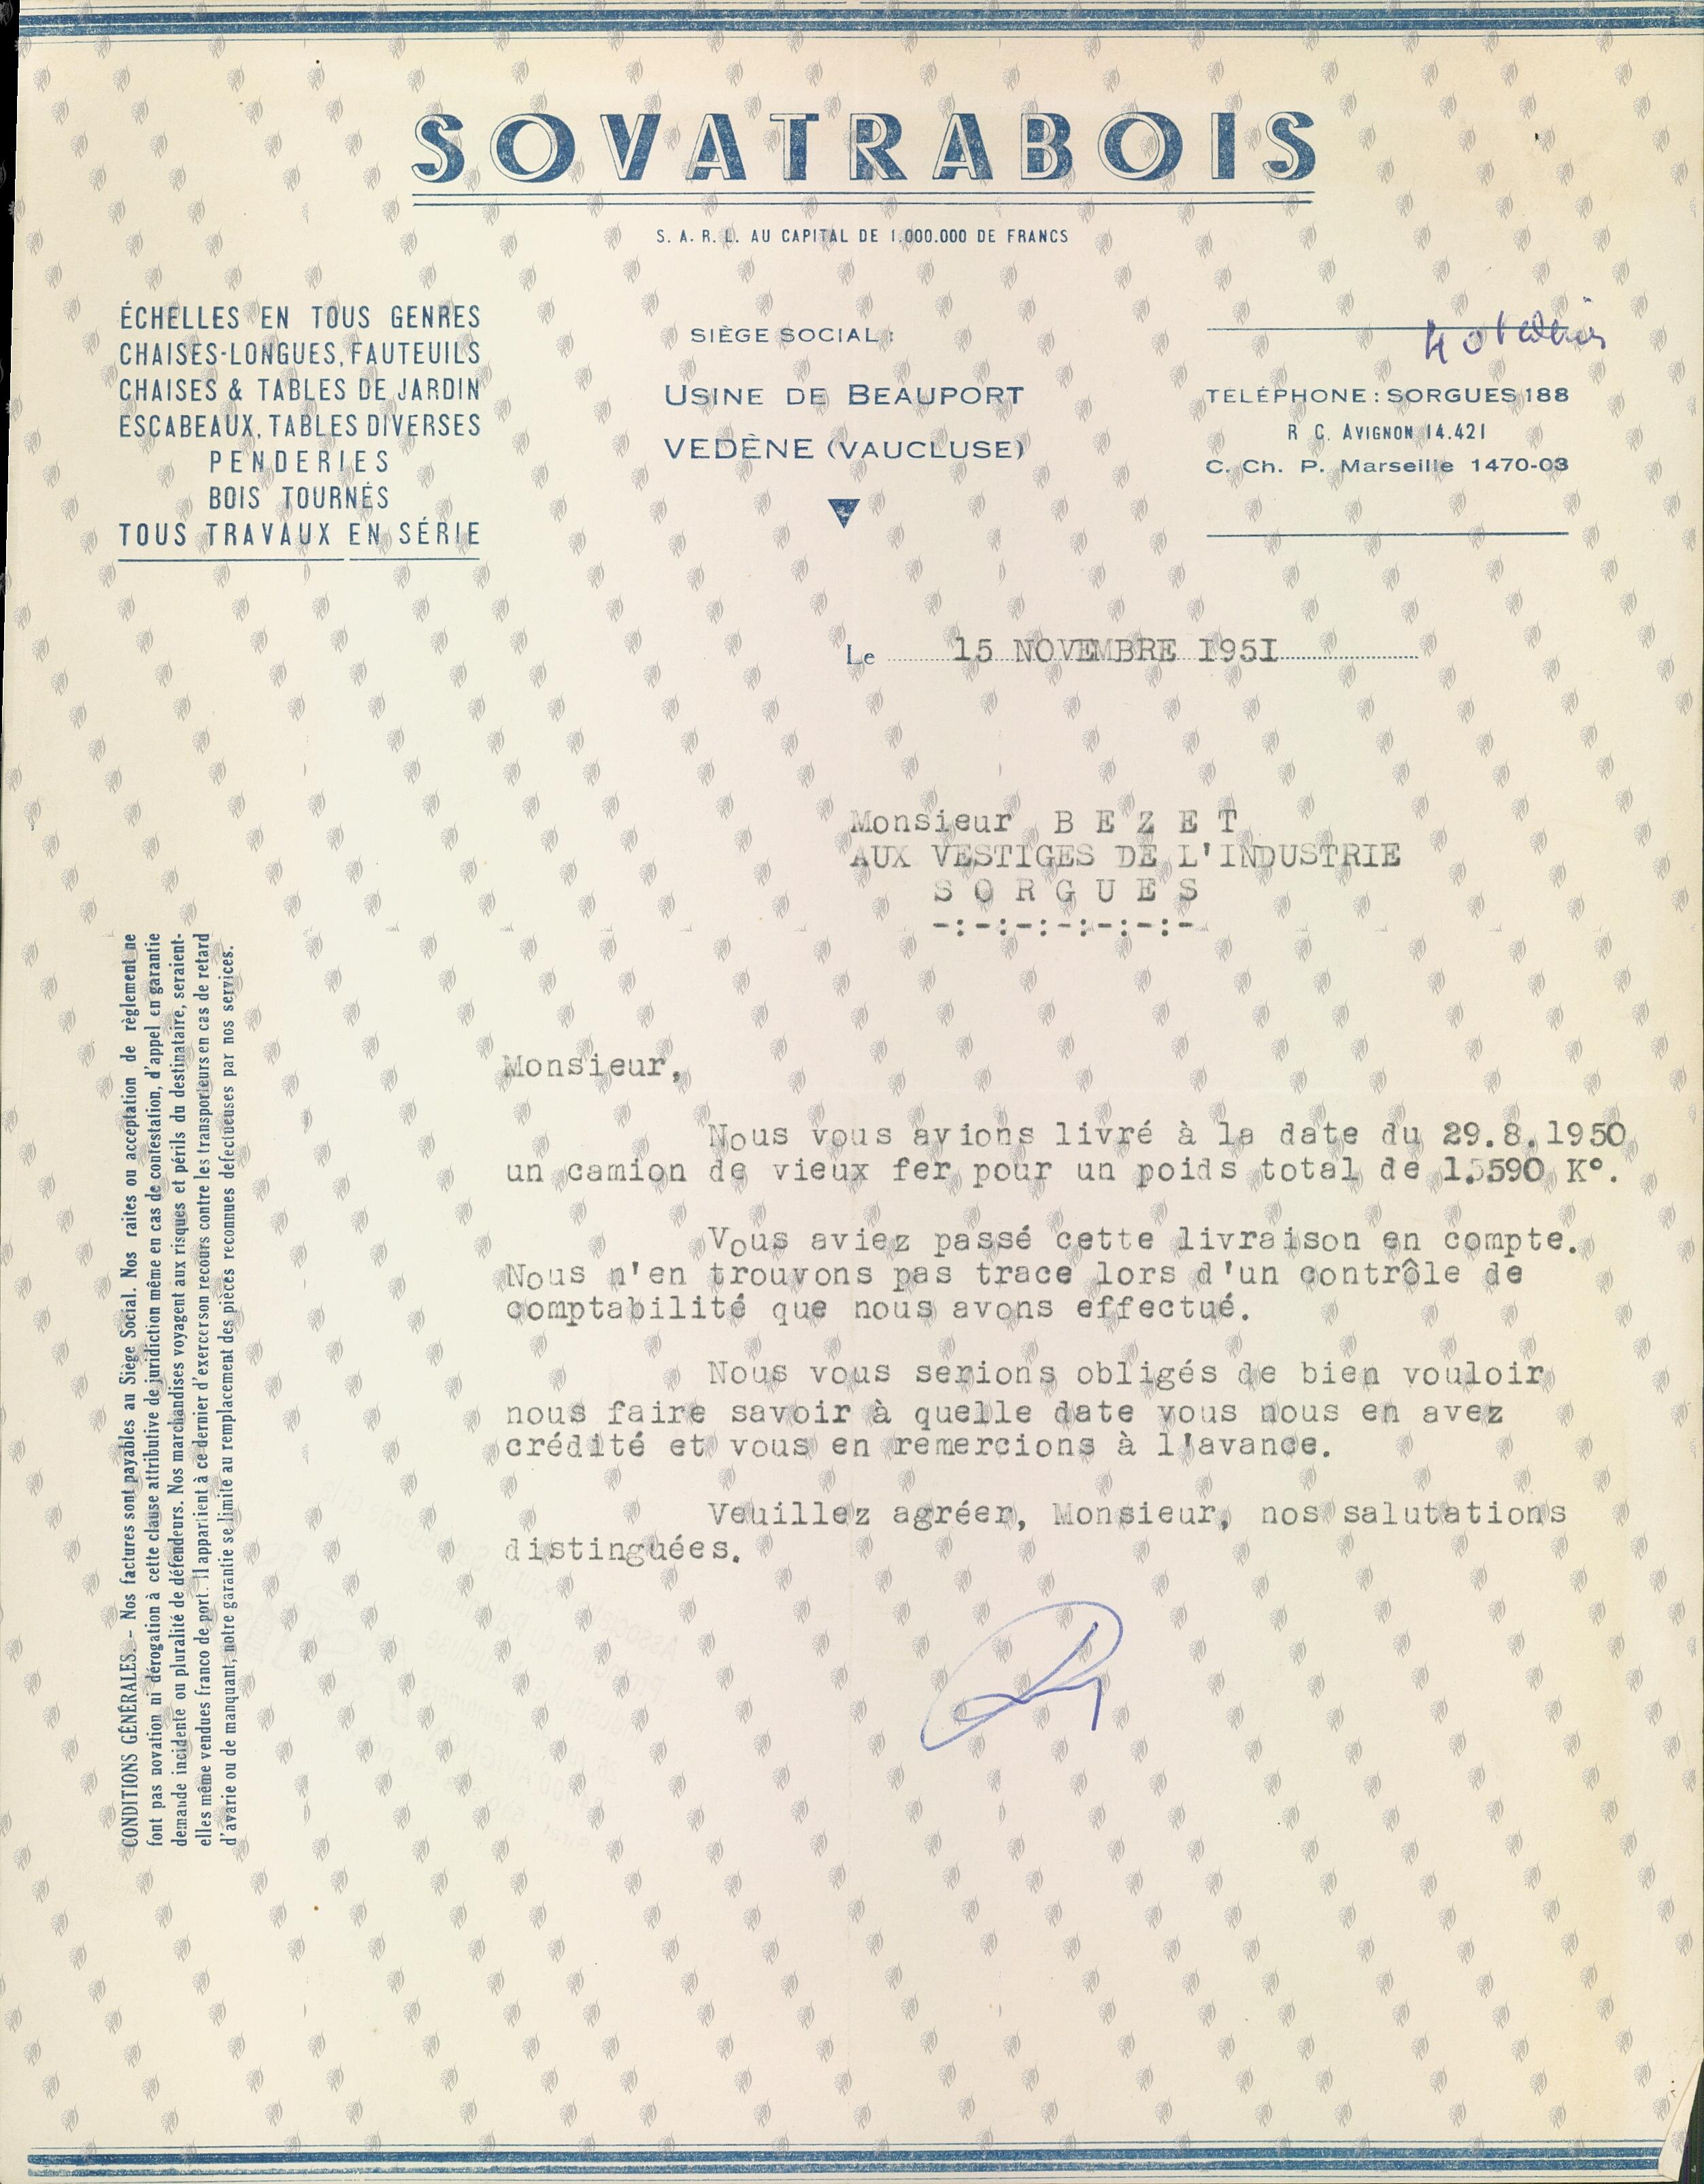 SOVATRABOIS
S. A. R. L. AU CAPITAL DE 1.000.000 DE FRANCS
ÉCHELLES EN TOUS GENRES
CHAISES-LONGUES, FAUTEUILS
CHAISES & TABLES DE JARDIN
ESCABEAUX, TABLES DIVERSES
PENDERIES
BOIS TOURNÉS
TOUS TRAVAUX EN SÉRIE
SIÈGE SOCIAL :
USINE DE BEAUPORT
VEDÈNE (VAUCLUSE)
TÉLÉPHONE : SORGUES 188
R. C. AVIGNON 14.421
C. Ch. P. Marseille 1470-03
Le 15 NOVEMBRE 1951
Monsieur B E Z E T
AUX VESTIGES DE L'INDUSTRIE
S O R G U E S
-:-:-:-:-:-:-
Monsieur,
Nous vous avions livré à la date du 29.8.1950
un camion de vieux fer pour un poids total de 1.590 K°.
Vous aviez passé cette livraison en compte.
Nous n'en trouvons pas trace lors d'un contrôle de
comptabilité que nous avons effectué.
Nous vous serions obligés de bien vouloir
nous faire savoir à quelle date vous nous en avez
crédité et vous en remercions à l'avance.
Veuillez agréer, Monsieur, nos salutations
distinguées.
CONDITIONS GÉNÉRALES. - Nos factures sont payables au Siège Social. Nos raites ou acceptation de règlement ne
font pas novation ni dérogation à cette clause attributive de juridiction même en cas de contestation, d'appel en garantie
demande incidente ou pluralité de défendeurs. Nos marchandises voyagent aux risques et périls du destinataire, seraient-
elles même vendues franco de port. Il appartient à ce dernier d'exercer son recours contre les transporteurs en cas de retard
d'avarie ou de manquant, notre garantie se limite au remplacement des pièces reconnues défectueuses par nos services.